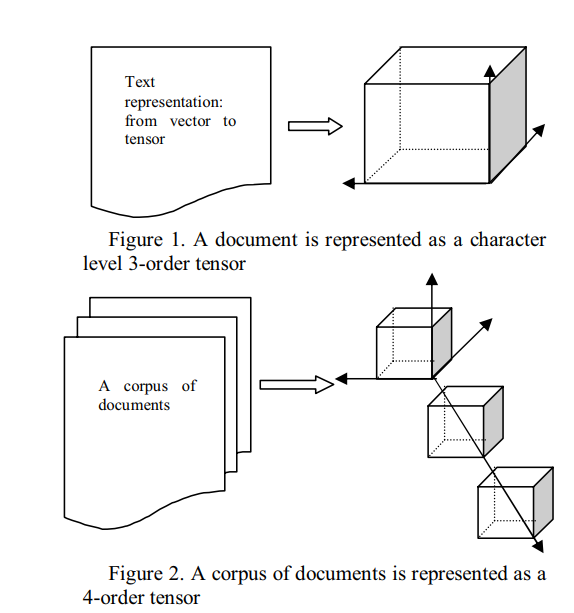 Text
representation:
from vector to
tensor
Figure 1. A document is represented as a character
level 3-order tensor
A corpus of
documents
Figure 2. A corpus of documents is represented as a
4-order tensor